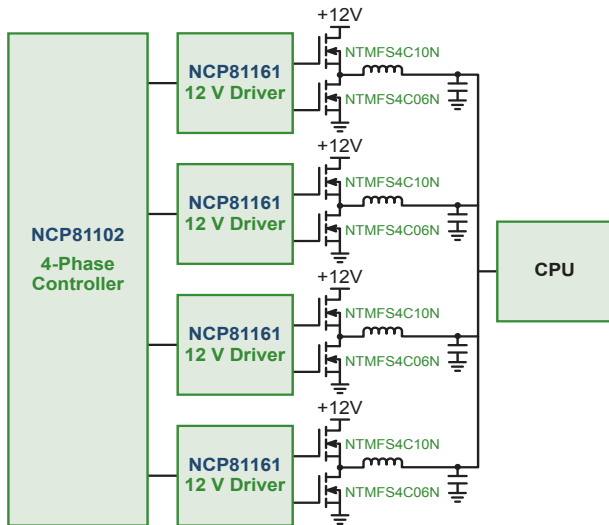 +12V
NCP81161
12 V Driver
NTMFS4C10N
NTMFS4C06N
+12V
NCP81161
12 V Driver
NTMFS4C10N
NTMFS4C06N
NCP81102
4-Phase
Controller
CPU
+12V
NCP81161
12 V Driver
NTMFS4C10N
NTMFS4C06N
+12V
NCP81161
12 V Driver
NTMFS4C10N
NTMFS4C06N